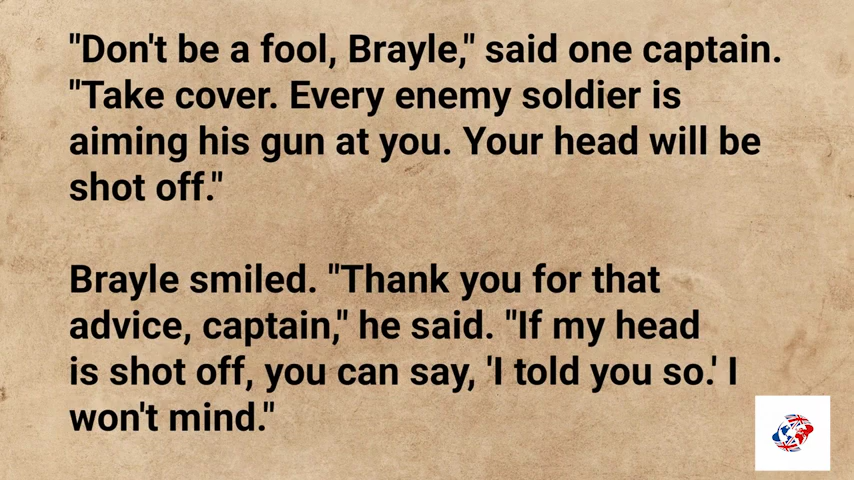 "Don't be a fool, Brayle," said one captain.
"Take cover. Every enemy soldier is
aiming his gun at you. Your head will be
shot off."
Brayle smiled. "Thank you for that
advice, captain," he said. "If my head
is shot off, you can say, 'I told you so.' I
won't mind."